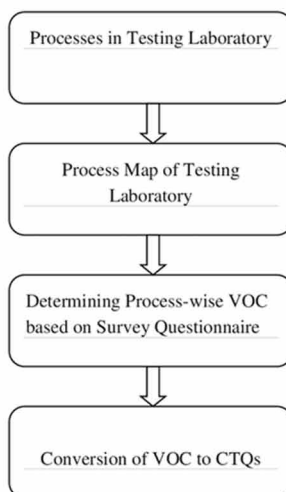 Processes in Testing Laboratory
Process Map of Testing
Laboratory
Determining Process-wise VOC
based on Survey Questionnaire
Conversion of VOC to CTQs